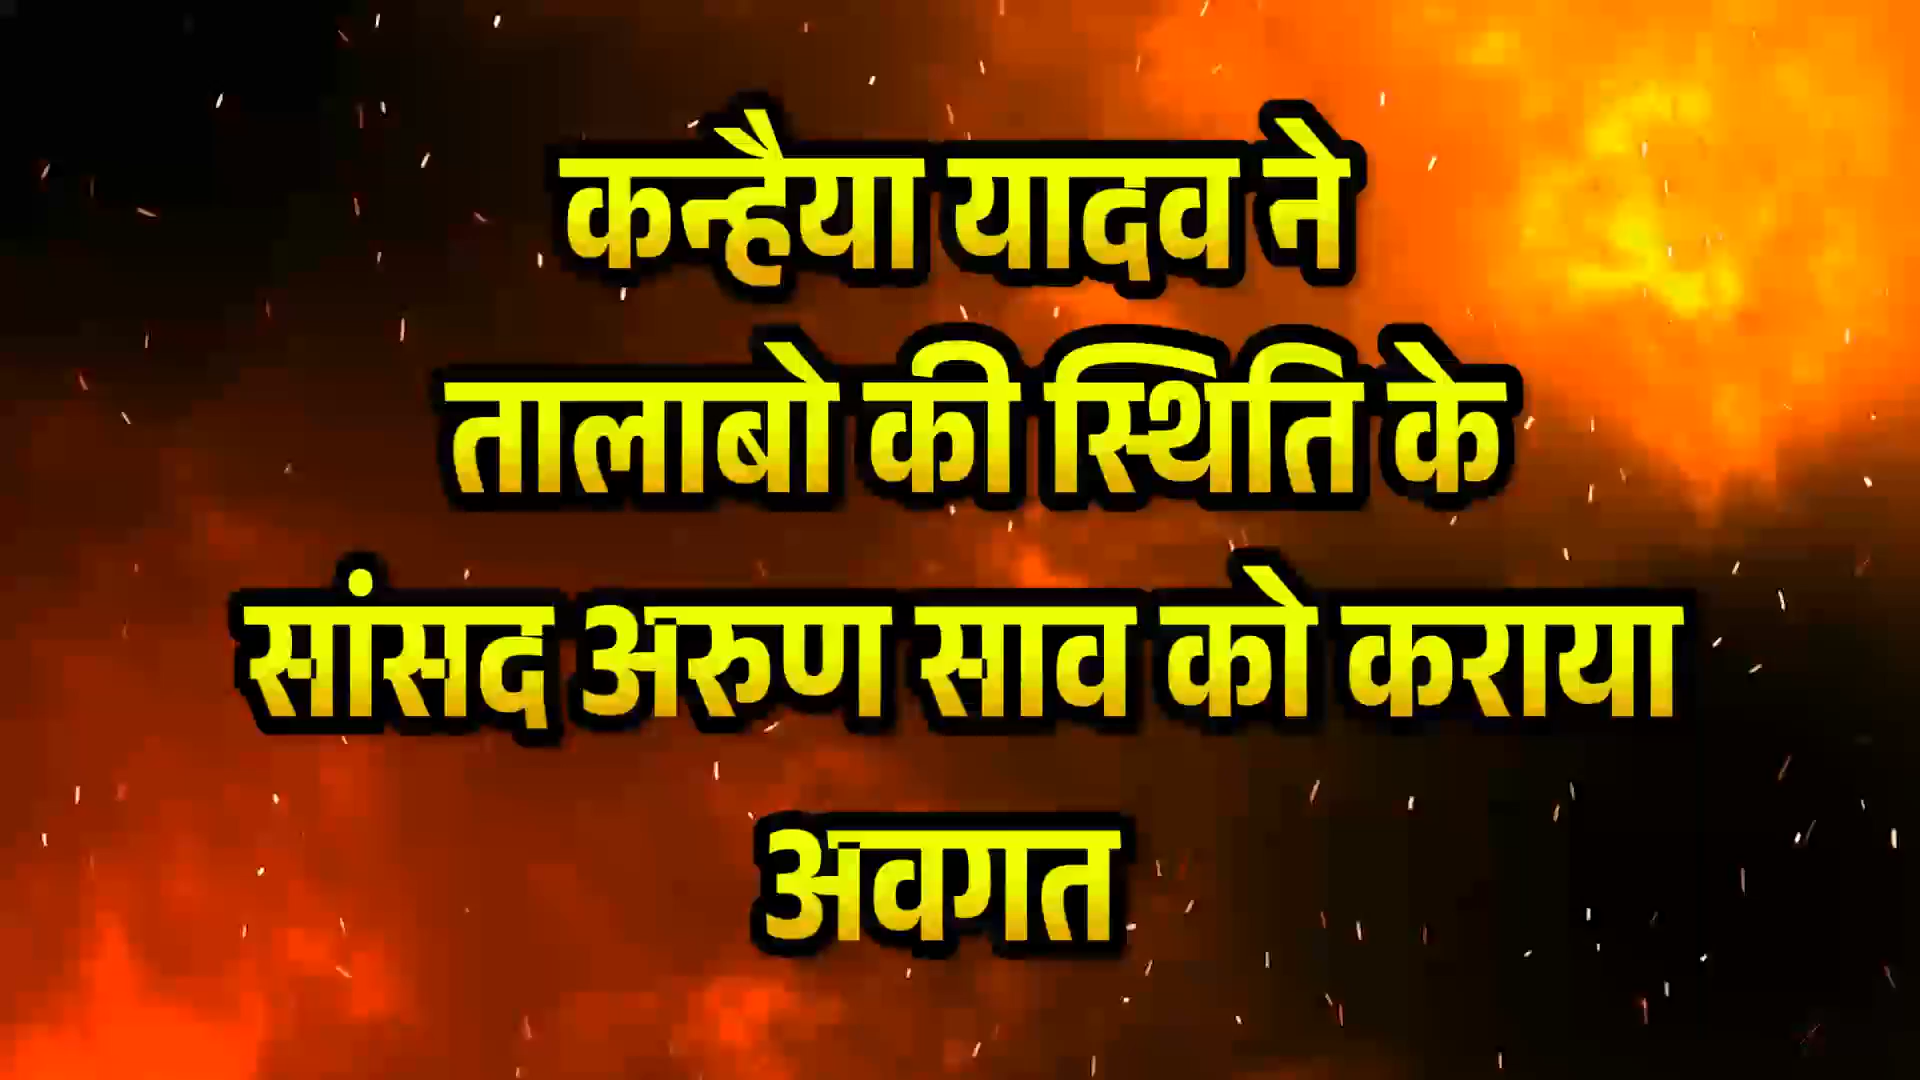 कन्हैया यादव ने
तालाबो की स्थिति के
सांसद अरुण साव को कराया
अवगत